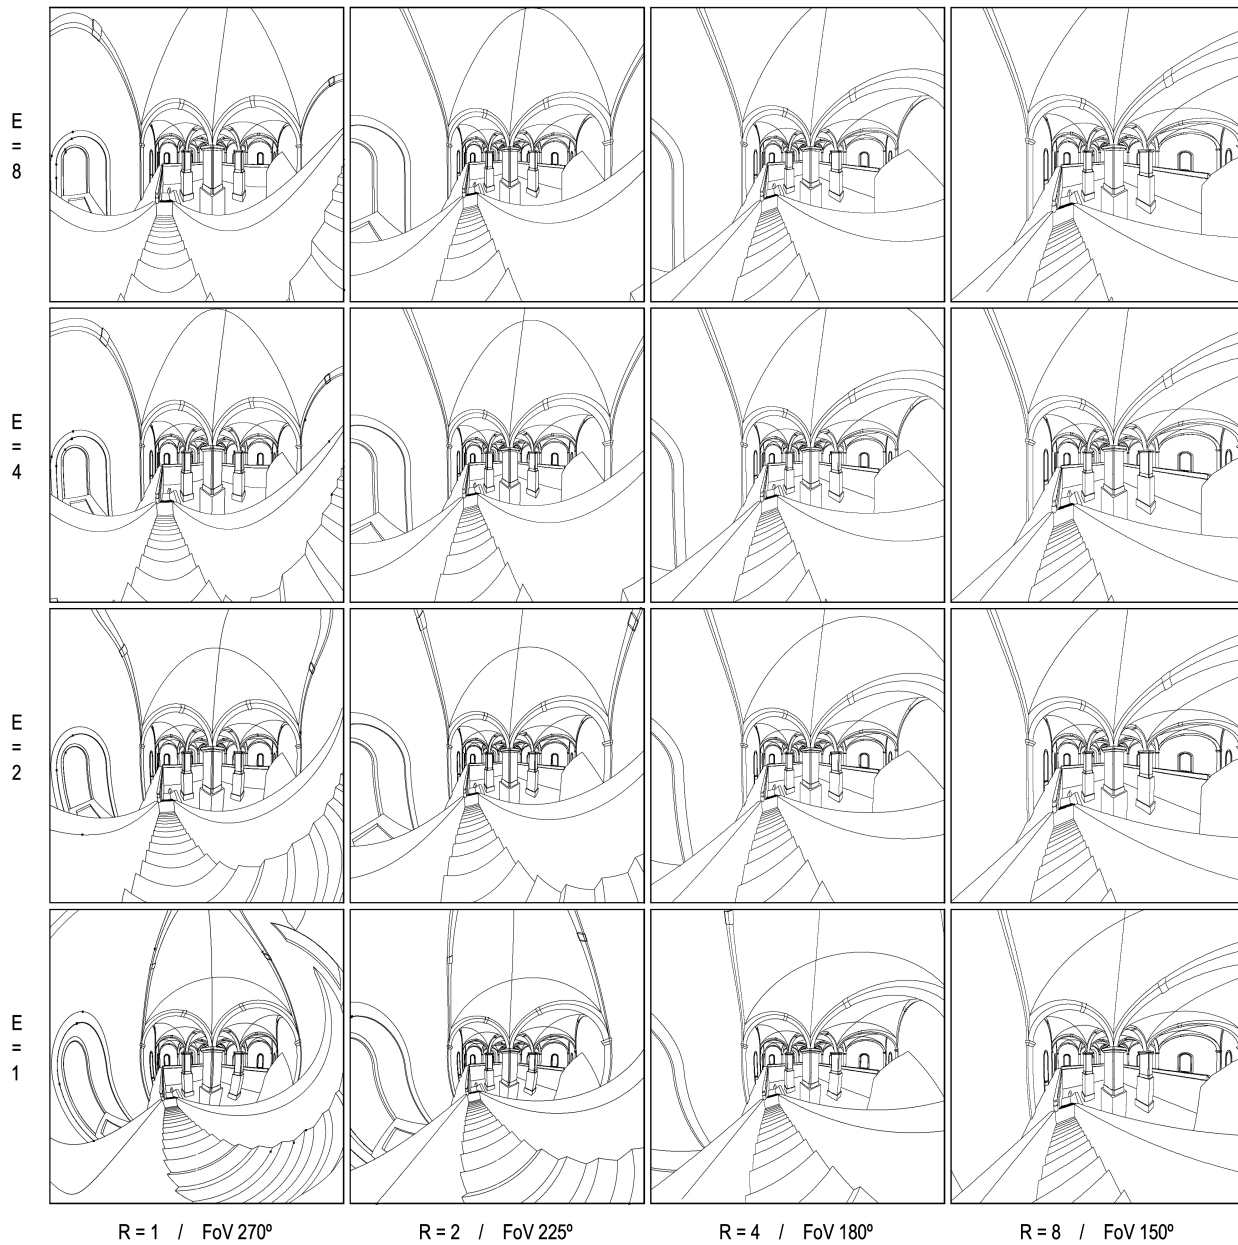 E
=
8
E
=
4
E
=
2
E
=
1
R = 1 / FoV 270º R = 2 / FoV 225º R = 4 / FoV 180º R = 8 / FoV 150º